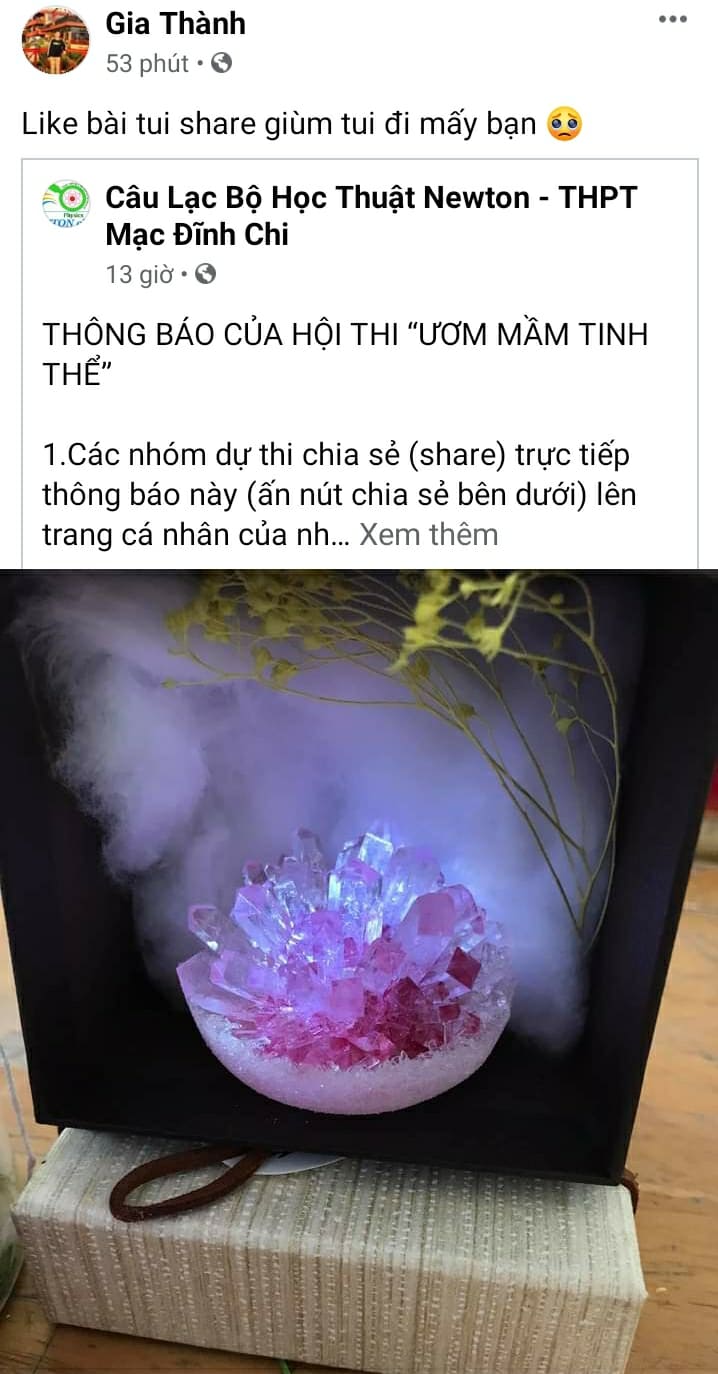 Gia Thành
53 phút •
Like bài tui share giùm tui đi mấy bạn 🥺
Câu Lạc Bộ Học Thuật Newton - THPT
Mạc Đĩnh Chi
13 giờ •
THÔNG BÁO CỦA HỘI THI “ƯƠM MẦM TINH
THỂ”
1.Các nhóm dự thi chia sẻ (share) trực tiếp
thông báo này (ấn nút chia sẻ bên dưới) lên
trang cá nhân của nh... Xem thêm